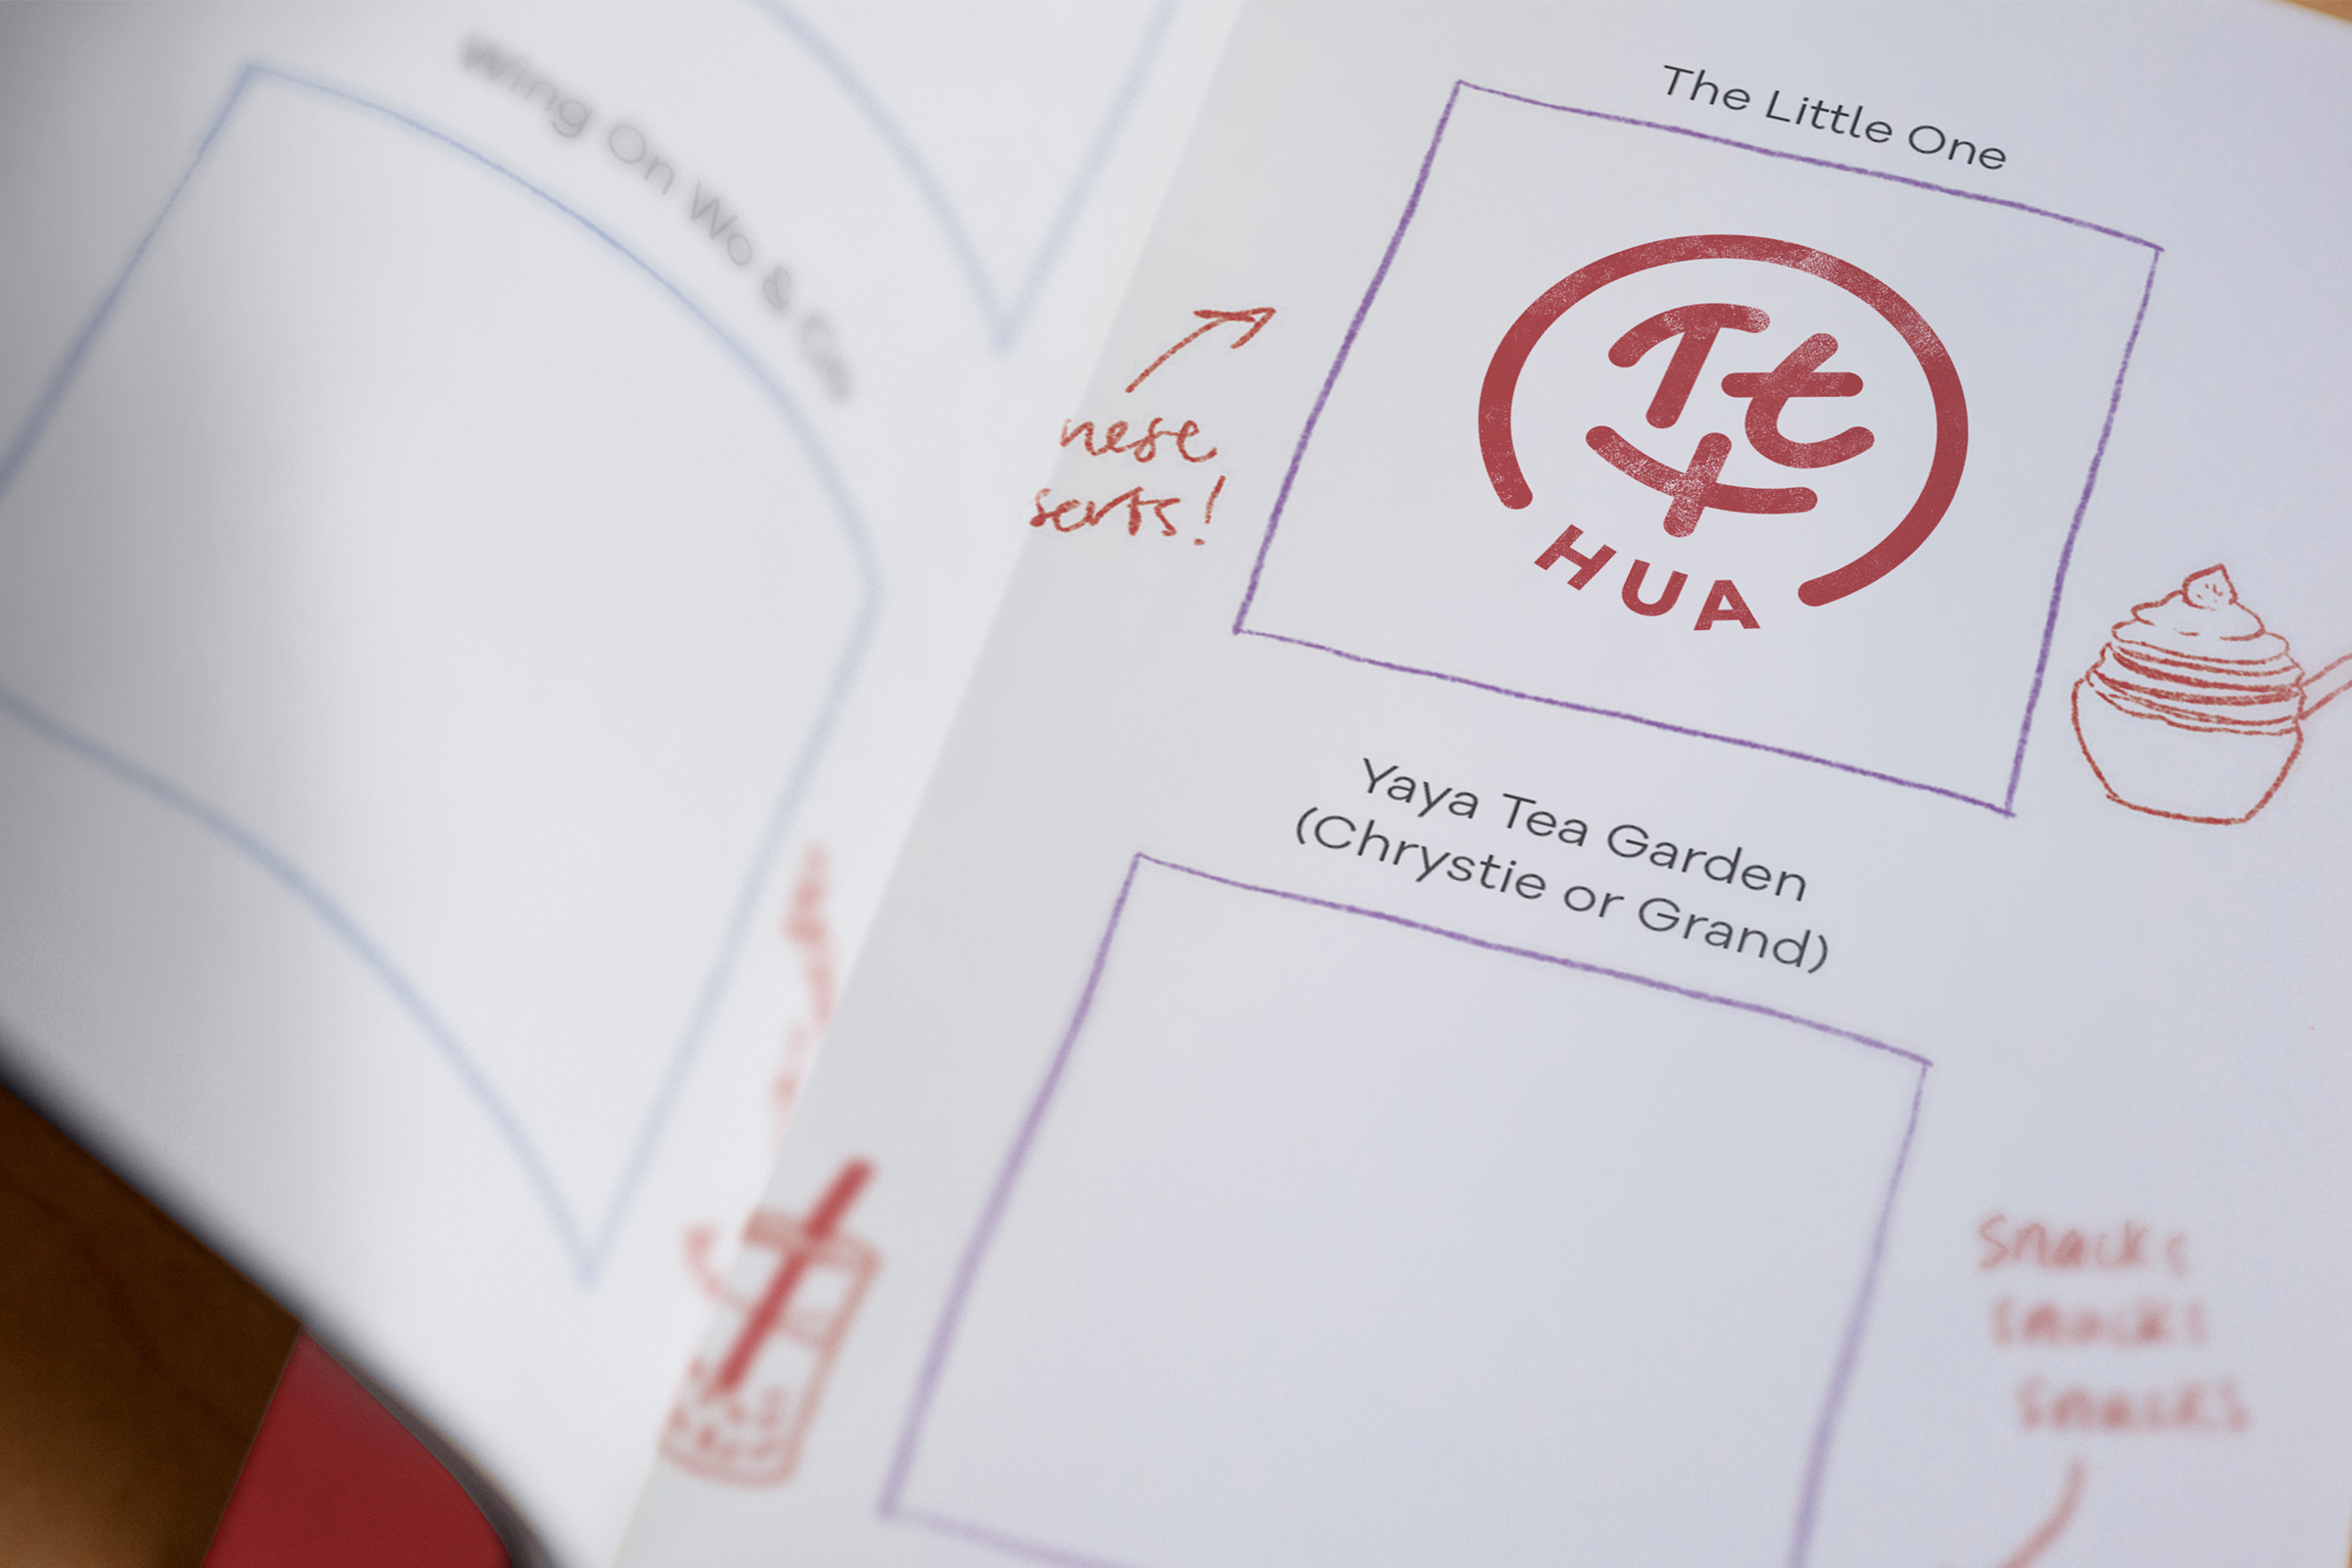 Wing On Wo & Co
The Little One
华
HUA
nese
serts!
Yaya Tea Garden
(Chrystie or Grand)
snacks
snacks
snacks